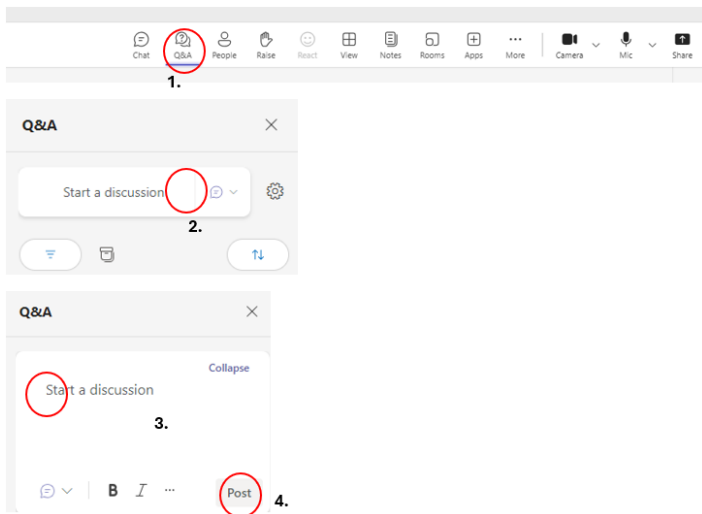 Chat Q&A People Raise React View Notes Rooms Apps More Camera Mic Share
1.
Q&A
Start a discussion
2.
Q&A
Collapse
Start a discussion
3.
B I ...
Post
4.